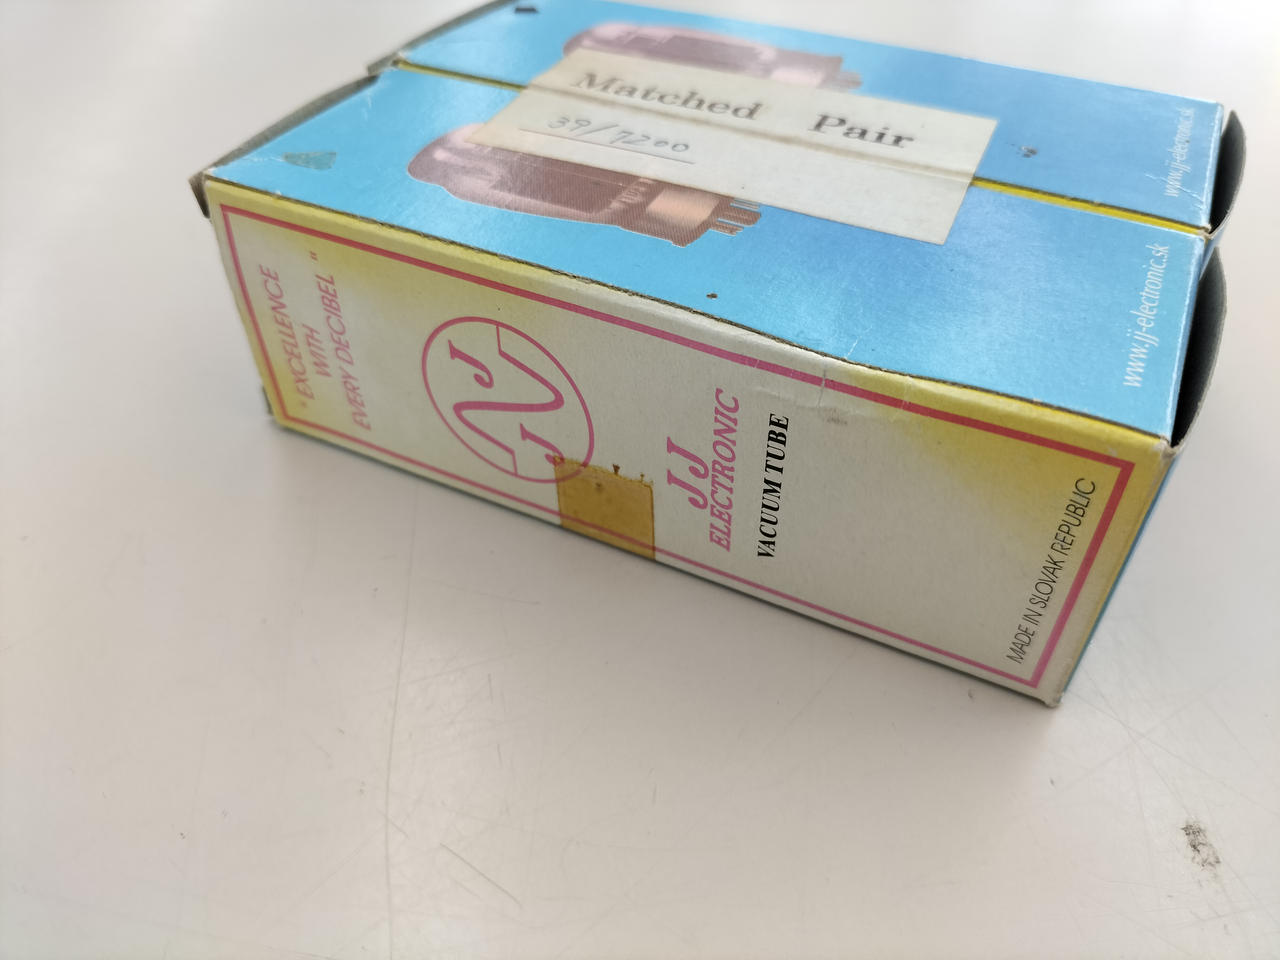 Matched Pair
39/7200
www.jj-electronic.sk
www.jj-electronic.sk
"EXCELLENCE
WITH
EVERY DECIBEL"
JJ
JJ
ELECTRONIC
VACUUM TUBE
MADE IN SLOVAK REPUBLIC